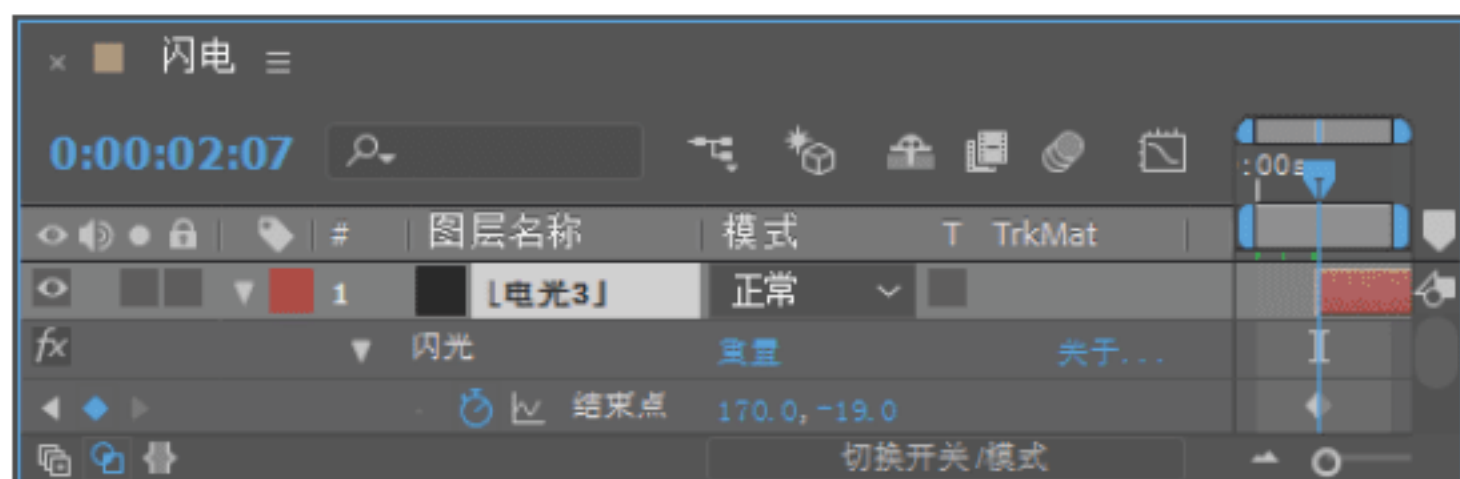 闪电
0:00:02:07
:00s
# 图层名称 模式 T TrkMat
1 [电光3] 正常
fx 闪光 重置 关于...
结束点 170.0,-19.0
切换开关/模式